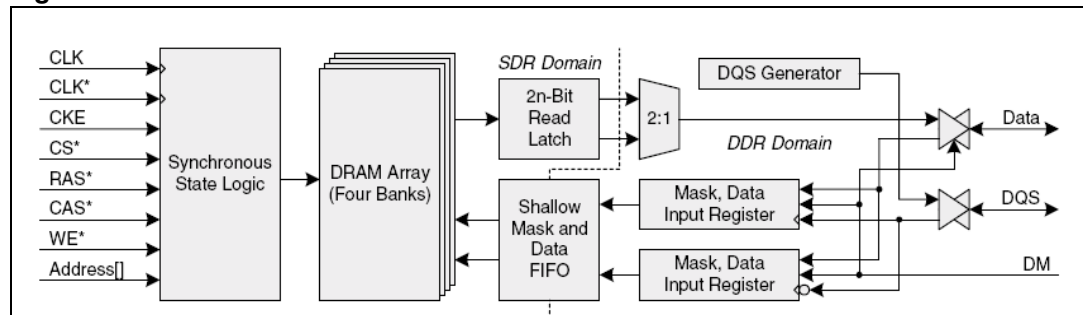 CLK
CLK*
CKE
CS*
RAS*
CAS*
WE*
Address[]
Synchronous
State Logic
DRAM Array
(Four Banks)
SDR Domain
2n-Bit
Read
Latch
2:1
DQS Generator
DDR Domain
Shallow
Mask and
Data
FIFO
Mask, Data
Input Register
Mask, Data
Input Register
Data
DQS
DM